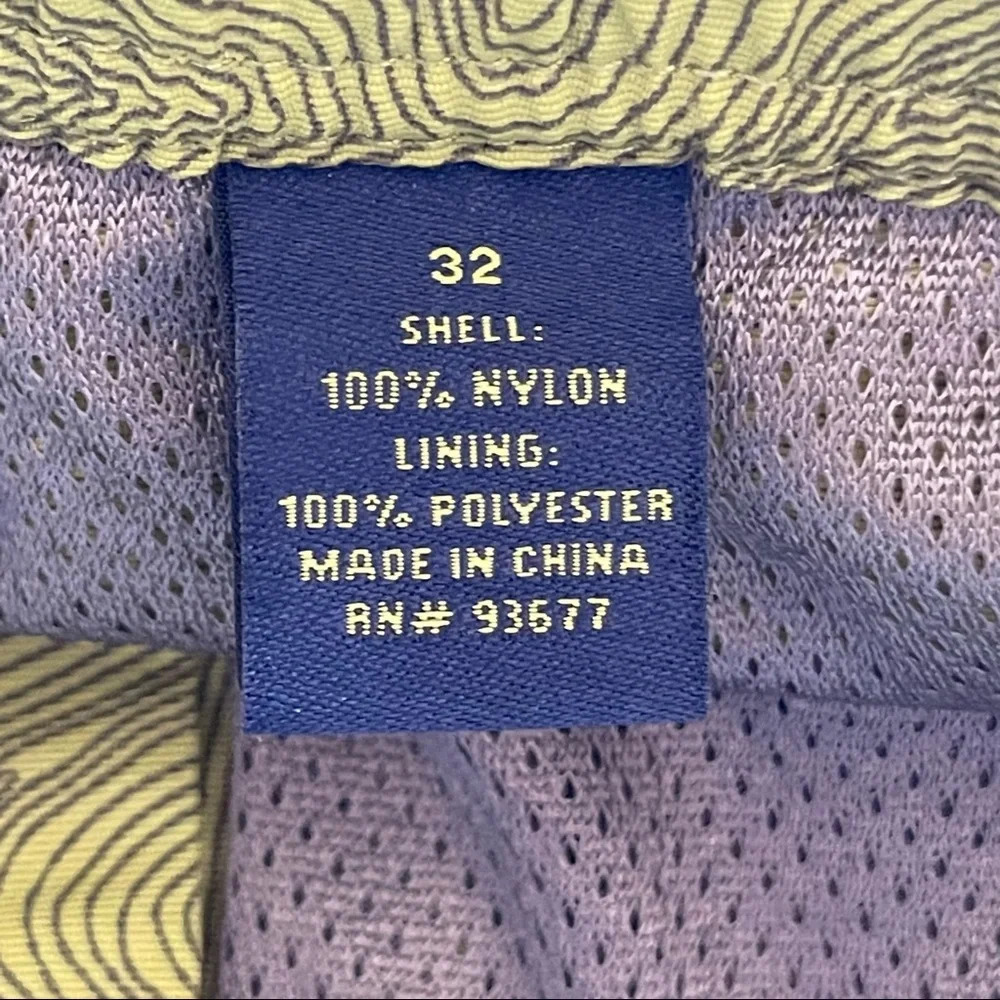 32
SHELL:
100% NYLON
LINING:
100% POLYESTER
MADE IN CHINA
RN# 93677